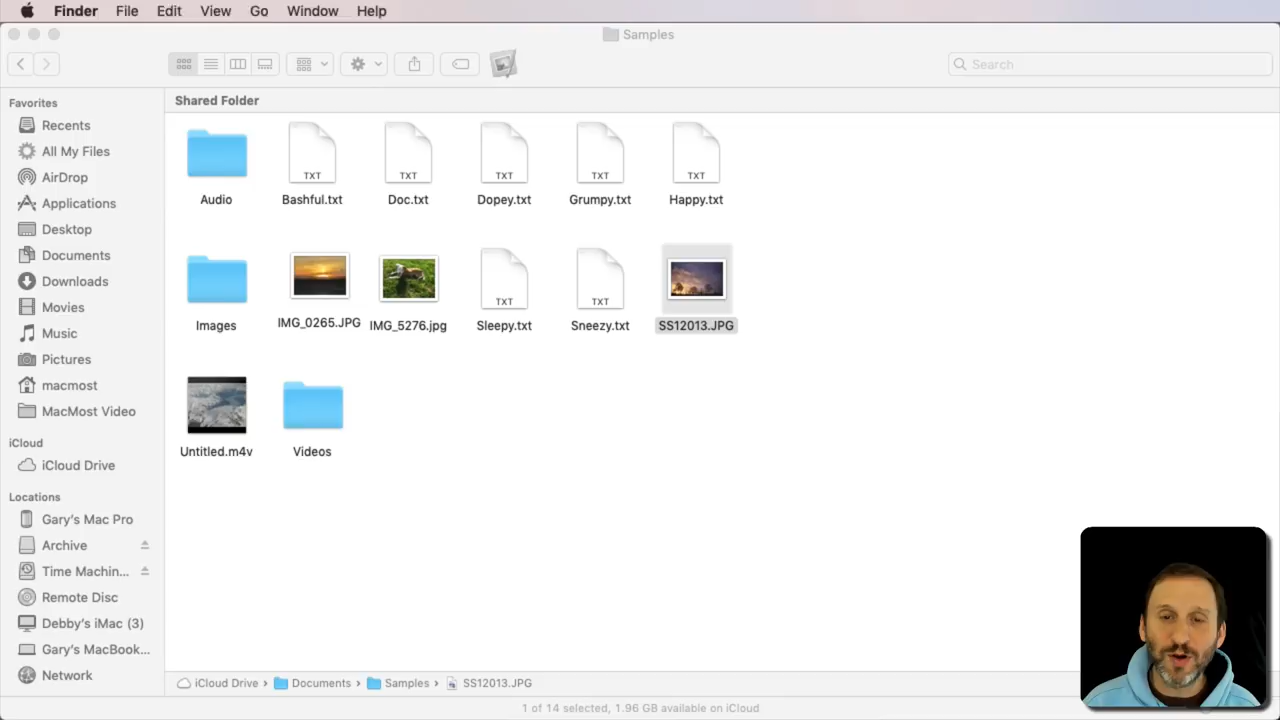 Finder File Edit View Go Window Help
Samples
Search
Favorites
Recents
All My Files
AirDrop
Applications
Desktop
Documents
Downloads
Movies
Music
Pictures
macmost
MacMost Video
iCloud
iCloud Drive
Locations
Gary's Mac Pro
Archive
Time Machin...
Remote Disc
Debby's iMac (3)
Gary's MacBook...
Network
Shared Folder
TXT TXT TXT TXT TXT
Audio Bashful.txt Doc.txt Dopey.txt Grumpy.txt Happy.txt
TXT TXT
Images IMG_0265.JPG IMG_5276.jpg Sleepy.txt Sneezy.txt SS12013.JPG
Untitled.m4v Videos
iCloud Drive › Documents › Samples › SS12013.JPG
1 of 14 selected, 1.96 GB available on iCloud